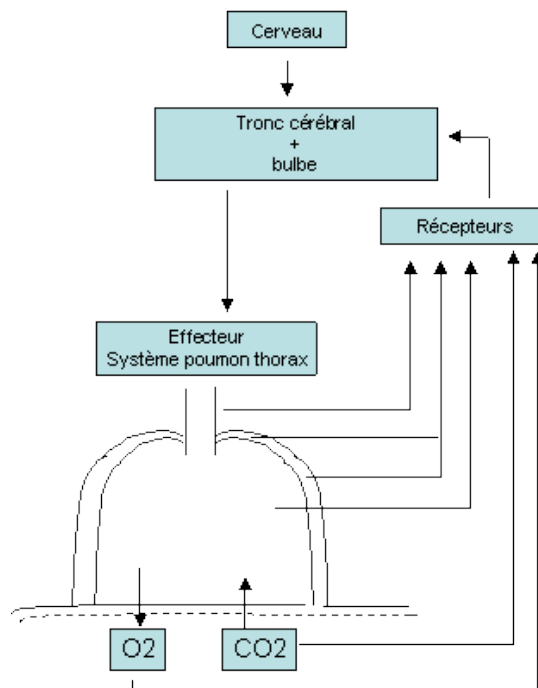 Cerveau
Tronc cérébral
+
bulbe
Récepteurs
Effecteur
Système poumon thorax
O2
CO2